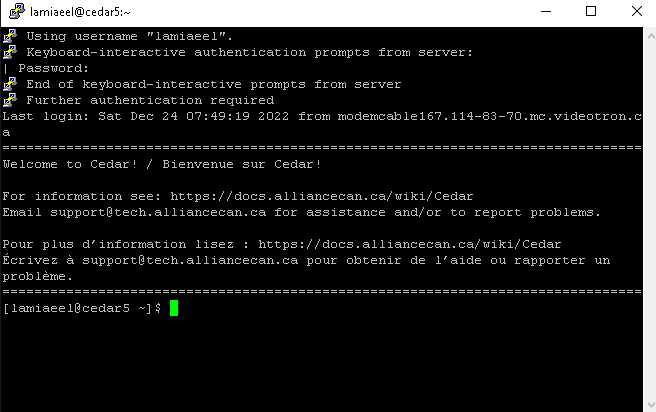 lamiaeel@cedar5:~
Using username "lamiaeel".
Keyboard-interactive authentication prompts from server:
| Password:
End of keyboard-interactive prompts from server
Further authentication required
Last login: Sat Dec 24 07:49:19 2022 from modemcable167.114-83-70.mc.videotron.c
a
================================================================================
Welcome to Cedar! / Bienvenue sur Cedar!
For information see: https://docs.alliancecan.ca/wiki/Cedar
Email support@tech.alliancecan.ca for assistance and/or to report problems.
Pour plus d’information lisez : https://docs.alliancecan.ca/wiki/Cedar
Écrivez à support@tech.alliancecan.ca pour obtenir de l’aide ou rapporter un
problème.
================================================================================
[lamiaeel@cedar5 ~]$